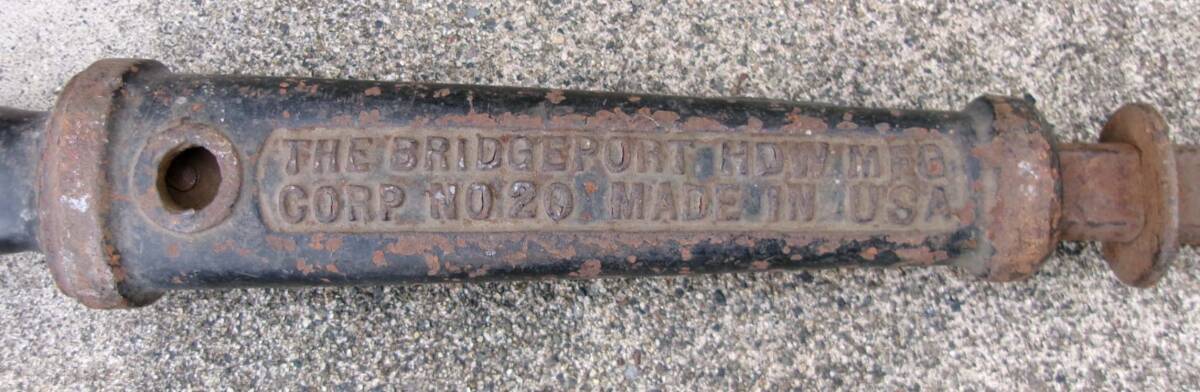 THE BRIDGEPORT HDW MFG
CORP NO 20 MADE IN USA